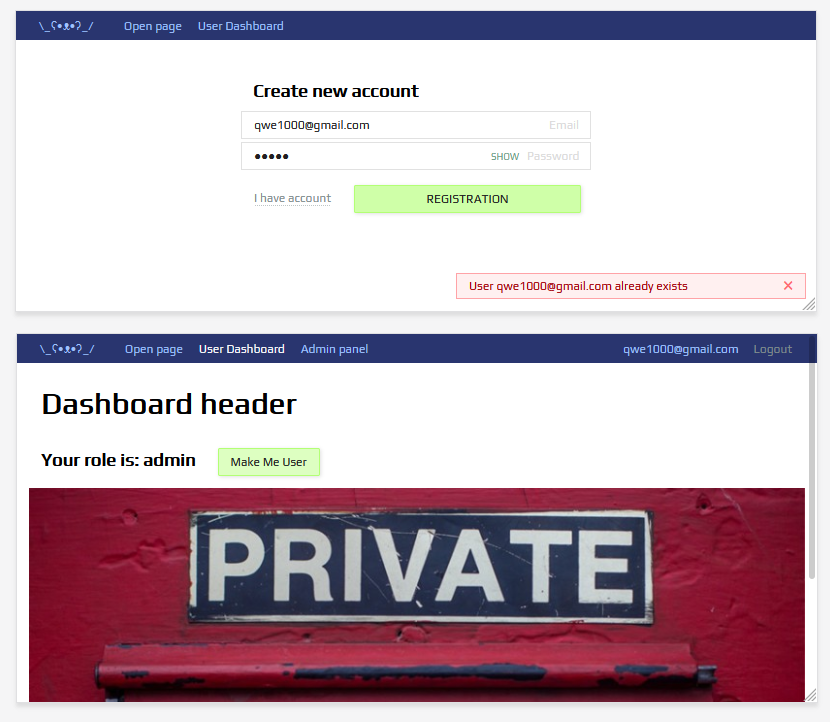 \_ʕ•ᴥ•ʔ_/ Open page User Dashboard
Create new account
qwe1000@gmail.com Email
●●●●● SHOW Password
I have account REGISTRATION
User qwe1000@gmail.com already exists ✕
\_ʕ•ᴥ•ʔ_/ Open page User Dashboard Admin panel qwe1000@gmail.com Logout
Dashboard header
Your role is: admin Make Me User
PRIVATE